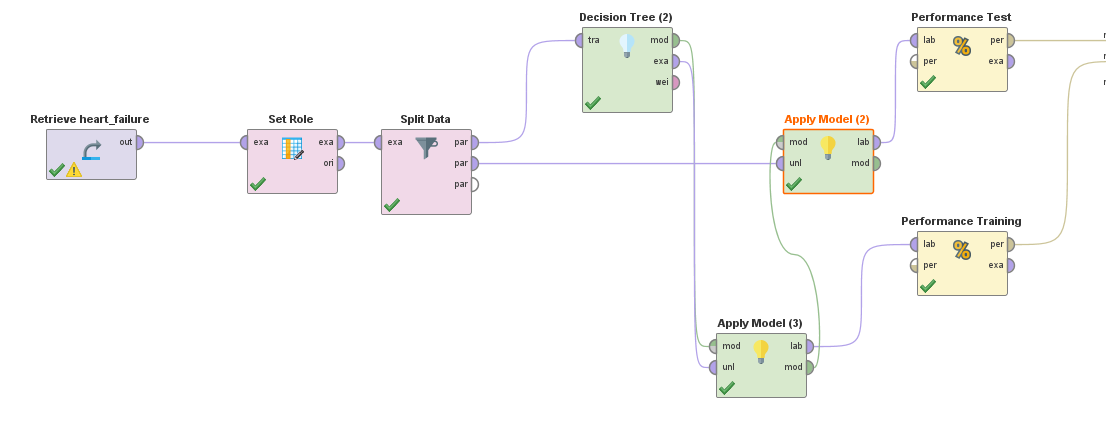 Decision Tree (2)
tra
mod
exa
wei
Performance Test
lab
per
per
exa
Retrieve heart_failure
out
Set Role
exa
exa
ori
Split Data
exa
par
par
par
Apply Model (2)
mod
lab
unl
mod
Performance Training
lab
per
per
exa
Apply Model (3)
mod
lab
unl
mod